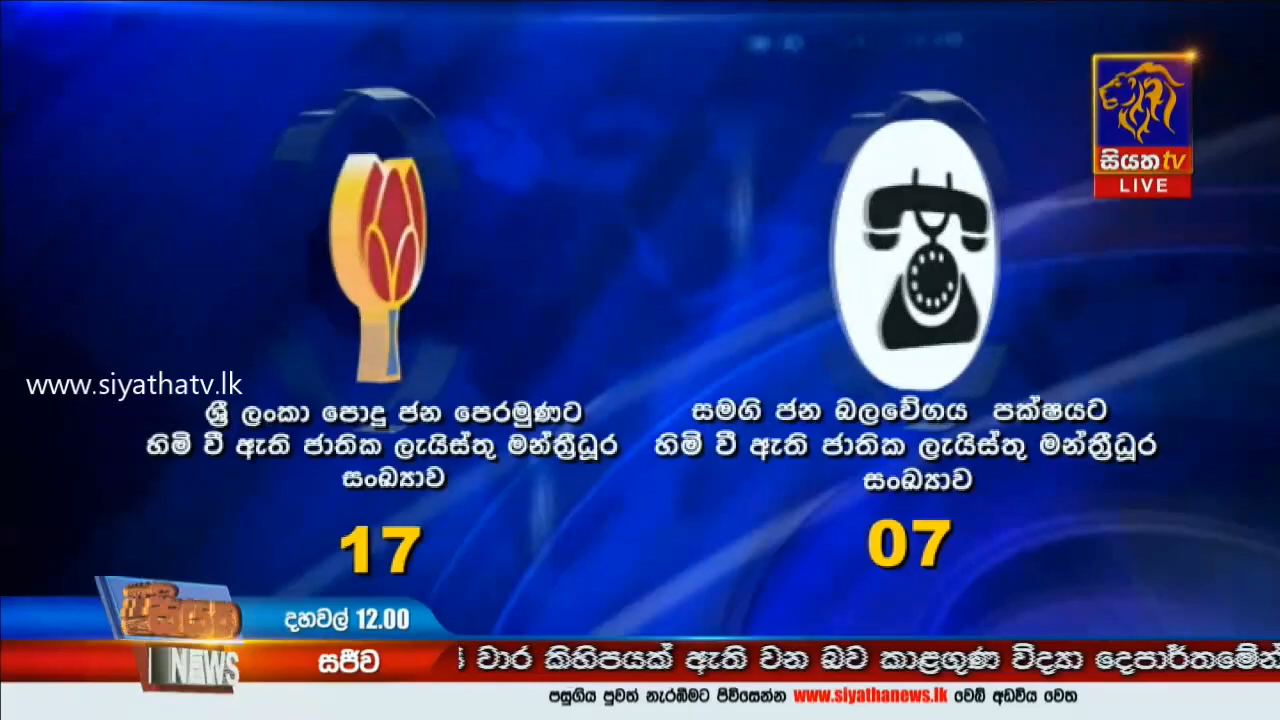 සියත tv
LIVE
www.siyathatv.lk
ශ්‍රී ලංකා පොදු ජන පෙරමුණට
හිමි වී ඇති ජාතික ලැයිස්තු මන්ත්‍රීධූර
සංඛ්‍යාව
17
සමගි ජන බලවේගය පක්ෂයට
හිමි වී ඇති ජාතික ලැයිස්තු මන්ත්‍රීධූර
සංඛ්‍යාව
07
දහවල් 12.00
NEWS
සජීව
වාර කිහිපයක් ඇති වන බව කාළගුණ විද්‍යා දෙපාර්තමේන්
පසුගිය පුවත් නැරඹීමට පිවිසෙන්න www.siyathanews.lk වෙබ් අඩවිය වෙත